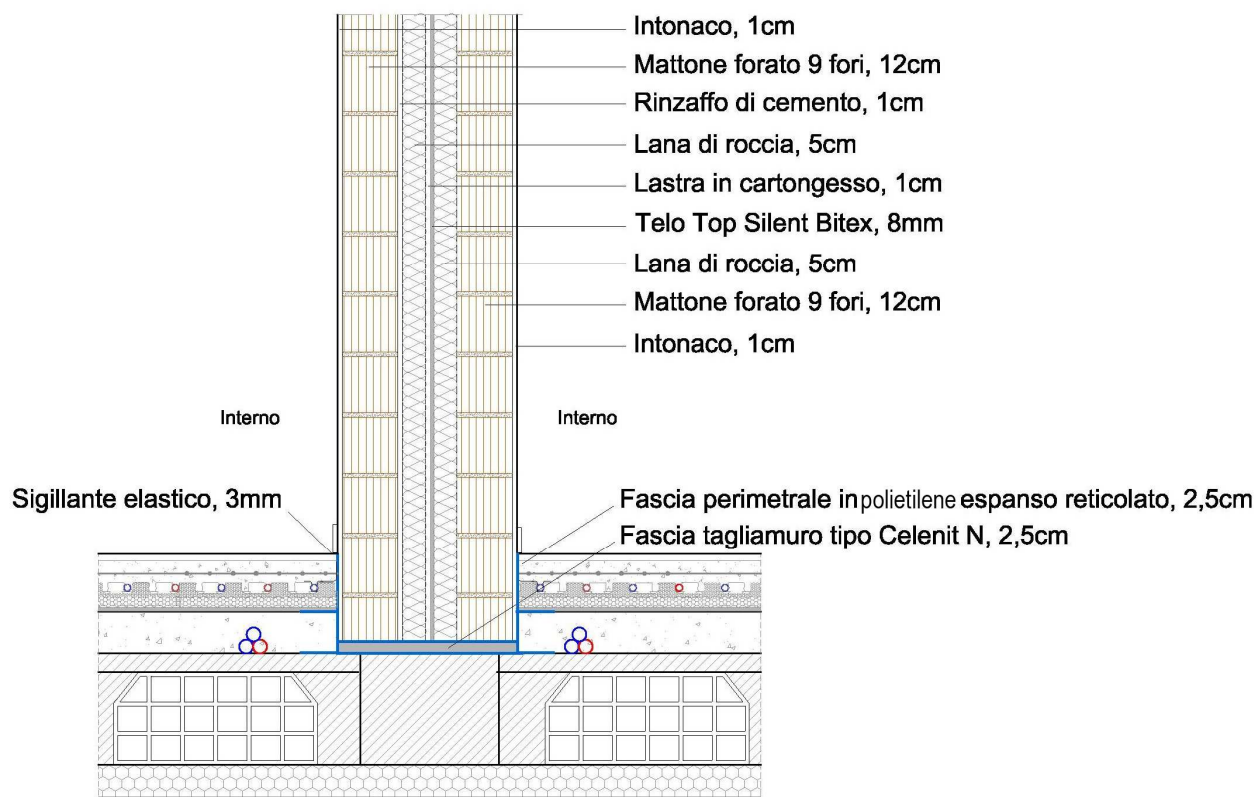 Intonaco, 1cm
Mattone forato 9 fori, 12cm
Rinzaffo di cemento, 1cm
Lana di roccia, 5cm
Lastra in cartongesso, 1cm
Telo Top Silent Bitex, 8mm
Lana di roccia, 5cm
Mattone forato 9 fori, 12cm
Intonaco, 1cm
Interno
Interno
Sigillante elastico, 3mm
Fascia perimetrale in polietilene espanso reticolato, 2,5cm
Fascia tagliamuro tipo Celenit N, 2,5cm